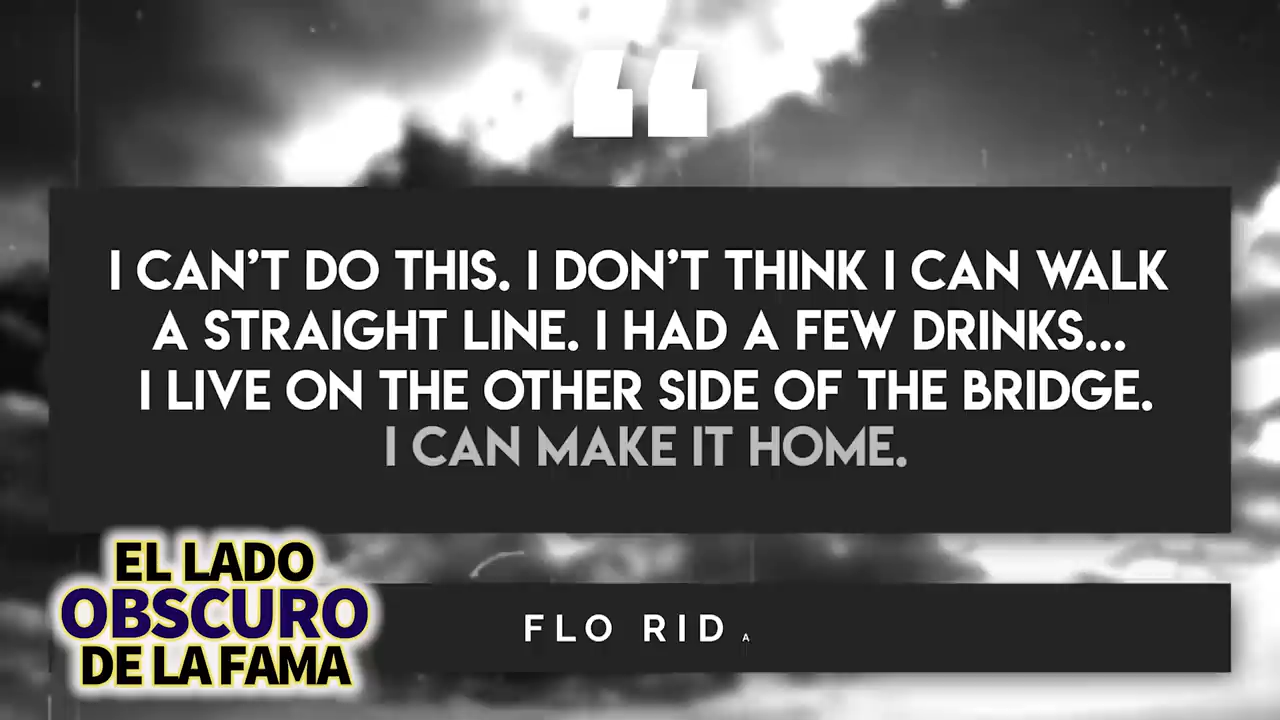 “
I CAN’T DO THIS. I DON’T THINK I CAN WALK
A STRAIGHT LINE. I HAD A FEW DRINKS...
I LIVE ON THE OTHER SIDE OF THE BRIDGE.
I CAN MAKE IT HOME.
FLO RIDA
EL LADO
OBSCURO
DE LA FAMA